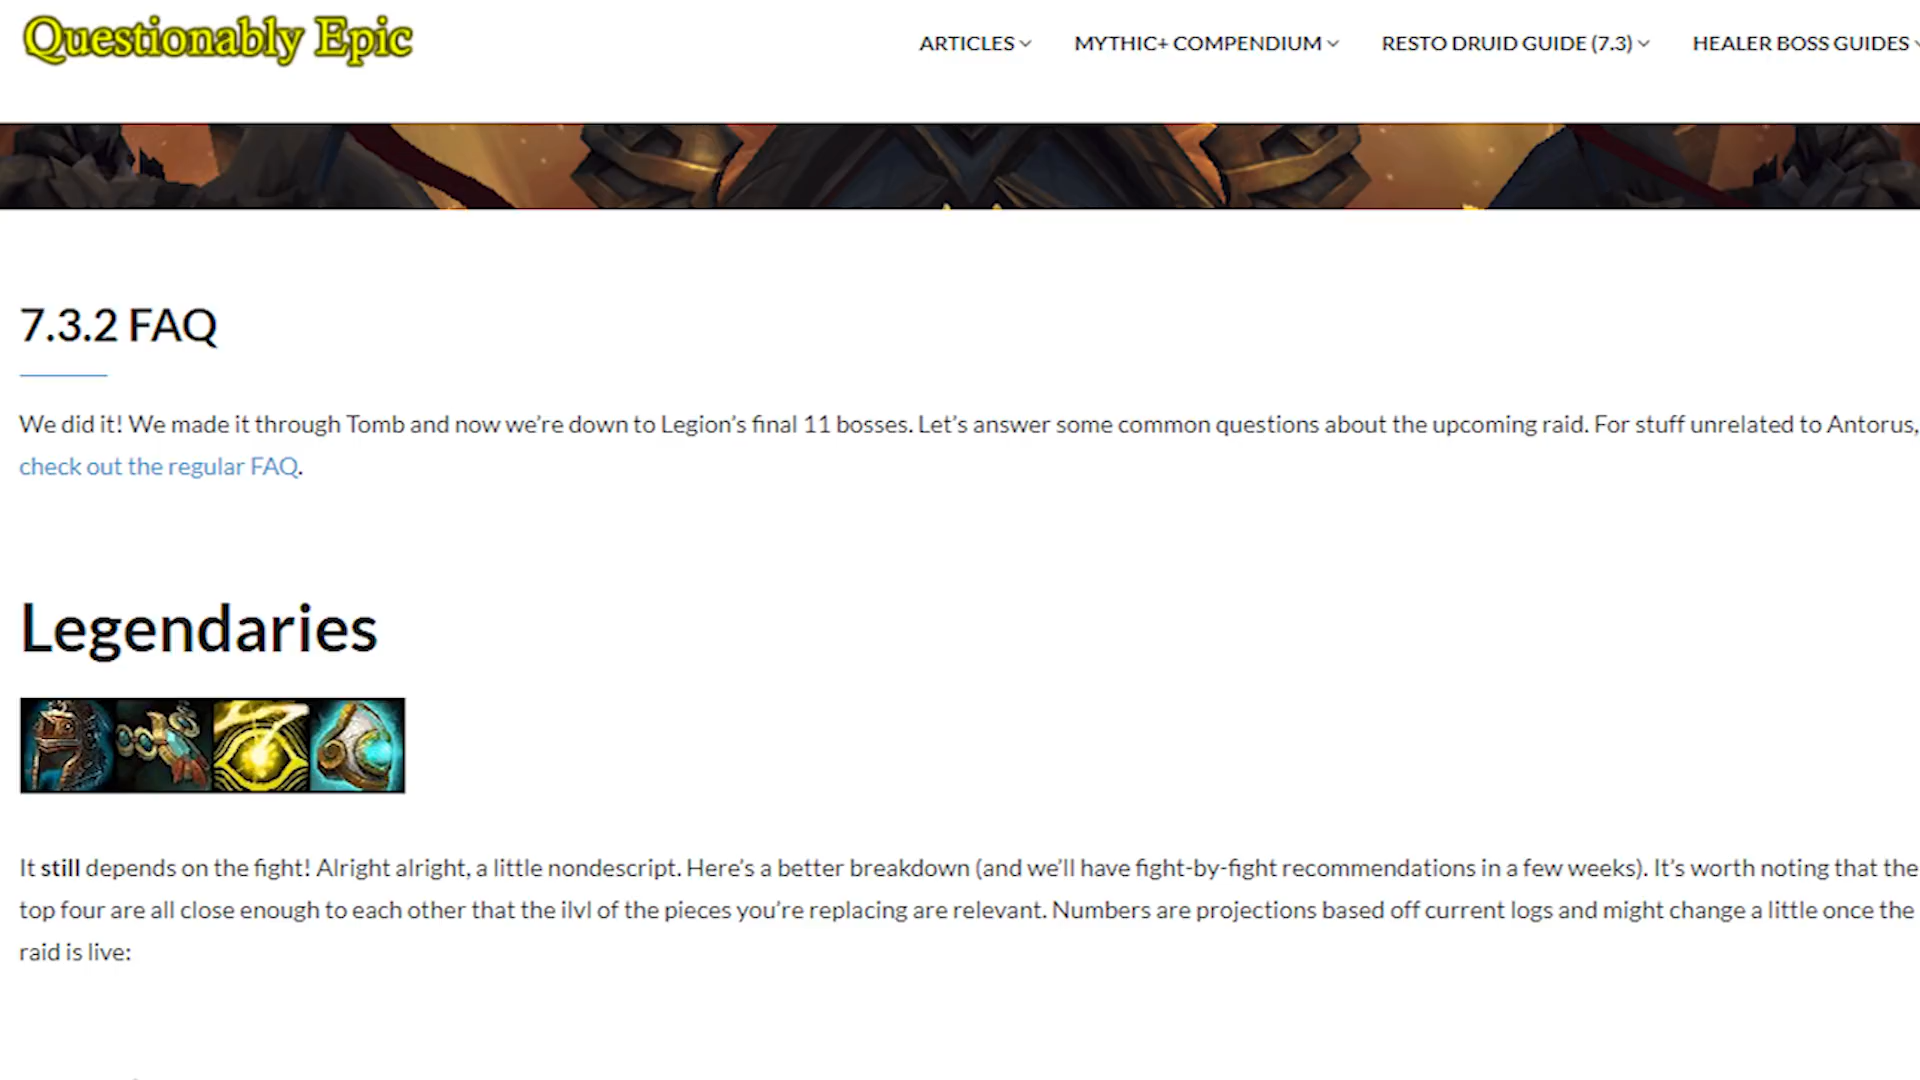 Questionably Epic
ARTICLES
MYTHIC+ COMPENDIUM
RESTO DRUID GUIDE (7.3)
HEALER BOSS GUIDES
7.3.2 FAQ
We did it! We made it through Tomb and now we’re down to Legion’s final 11 bosses. Let’s answer some common questions about the upcoming raid. For stuff unrelated to Antorus,
check out the regular FAQ.
Legendaries
It still depends on the fight! Alright alright, a little nondescript. Here’s a better breakdown (and we’ll have fight-by-fight recommendations in a few weeks). It’s worth noting that the
top four are all close enough to each other that the ilvl of the pieces you’re replacing are relevant. Numbers are projections based off current logs and might change a little once the
raid is live: